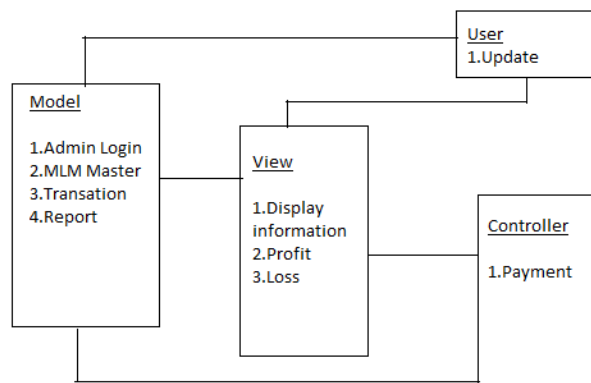 User
1.Update
Model
1.Admin Login
2.MLM Master
3.Transation
4.Report
View
1.Display
information
2.Profit
3.Loss
Controller
1.Payment